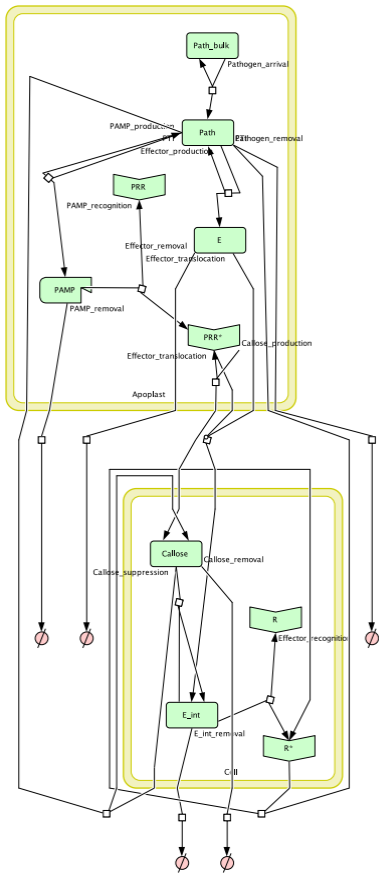 Path_bulk
Pathogen_arrival
PAMP_production
Path
Pathogen_removal
Effector_production
PRR
PAMP_recognition
E
Effector_removal
Effector_translocation
PAMP
PAMP_removal
PRR*
Callose_production
Effector_translocation
Apoplast
Callose
Callose_removal
Callose_suppression
R
Effector_recognition
E_int
E_int_removal
R*
Cell